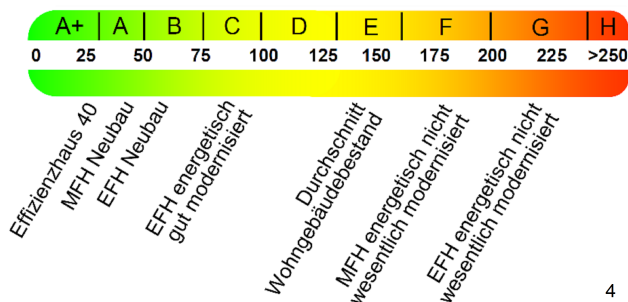 A+ A B C D E F G H
0 25 50 75 100 125 150 175 200 225 >250
Effizienzhaus 40
MFH Neubau
EFH Neubau
EFH energetisch
gut modernisiert
Durchschnitt
Wohngebäudebestand
MFH energetisch nicht
wesentlich modernisiert
EFH energetisch nicht
wesentlich modernisiert
4